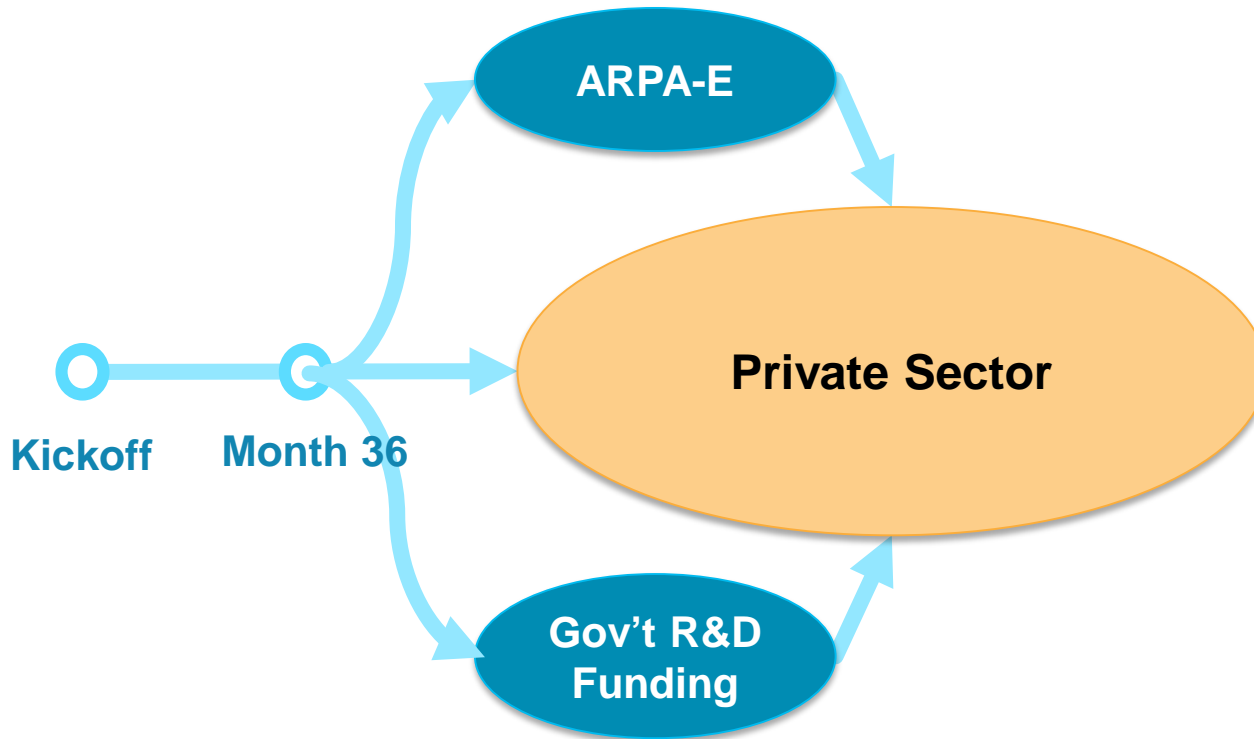 ARPA-E
Private Sector
Kickoff
Month 36
Gov’t R&D
Funding